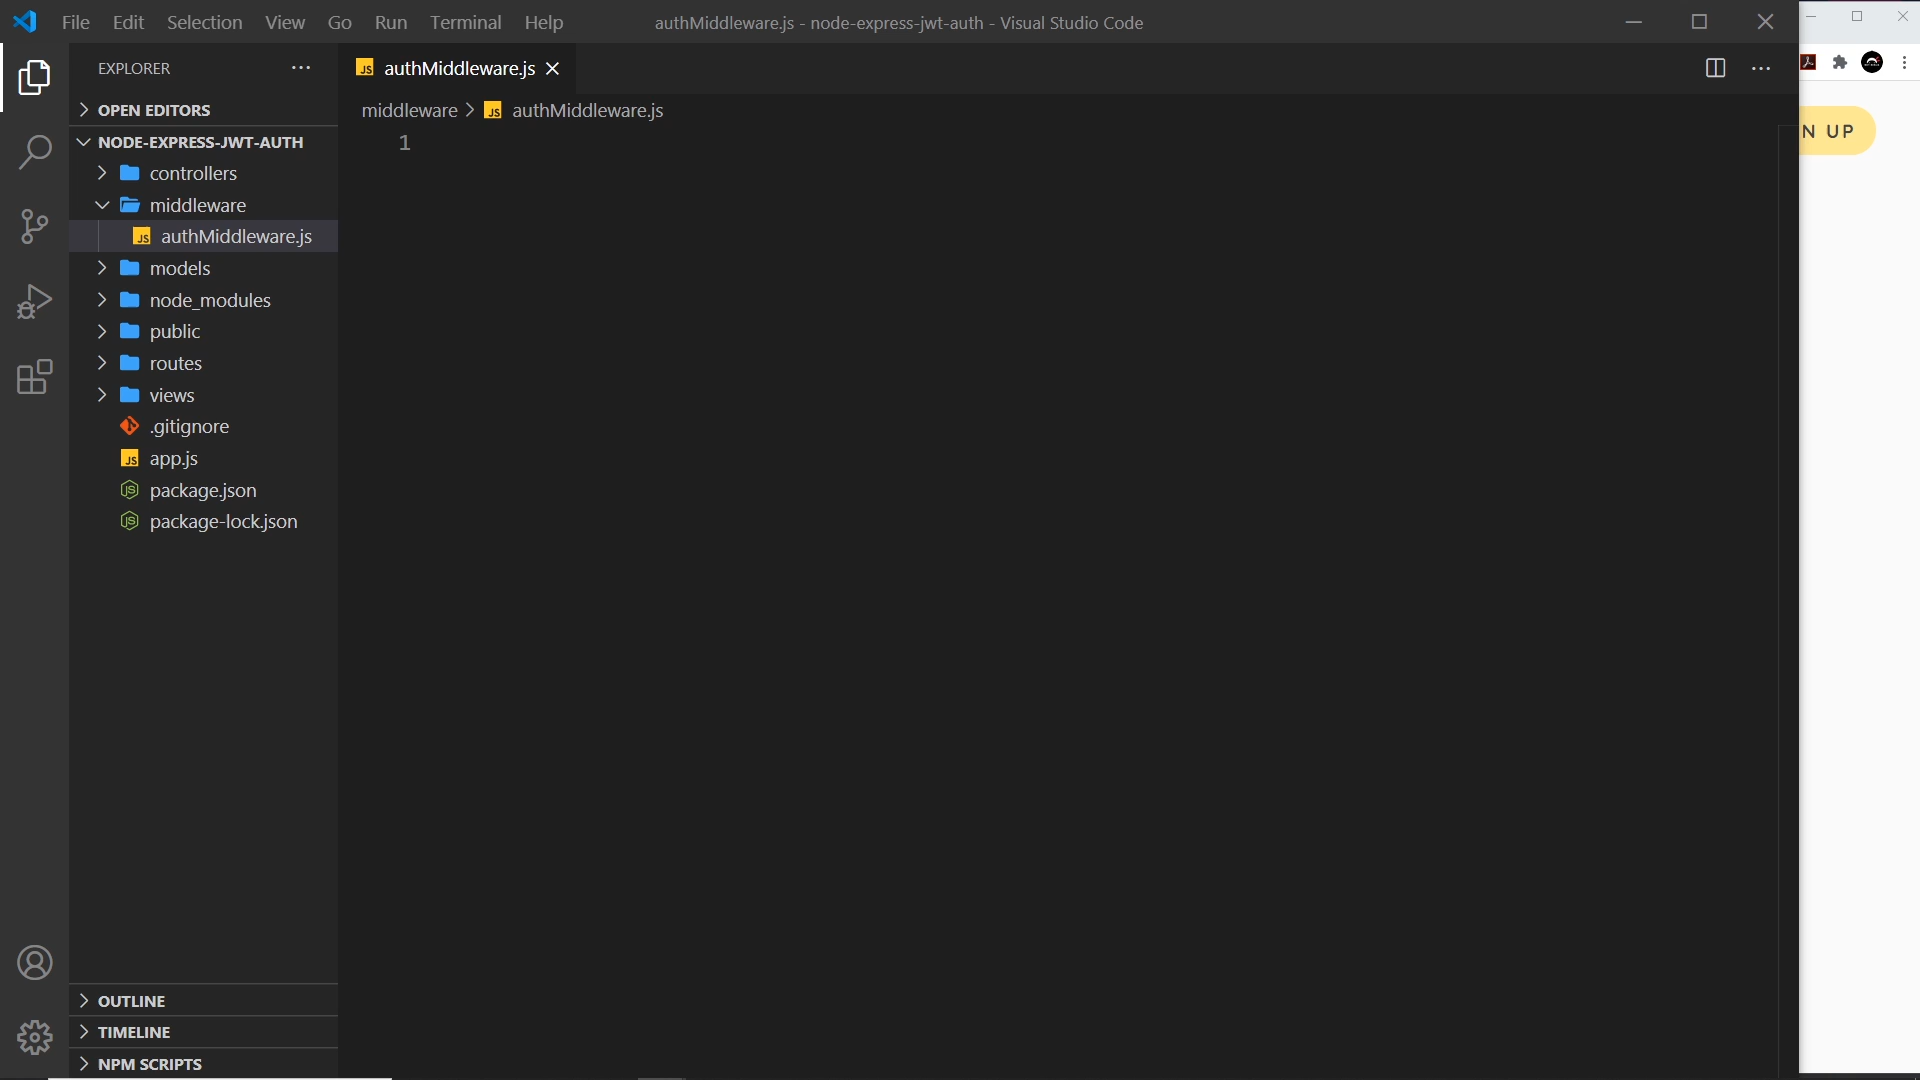 File Edit Selection View Go Run Terminal Help
authMiddleware.js - node-express-jwt-auth - Visual Studio Code
EXPLORER
OPEN EDITORS
NODE-EXPRESS-JWT-AUTH
controllers
middleware
authMiddleware.js
models
node_modules
public
routes
views
.gitignore
app.js
package.json
package-lock.json
OUTLINE
TIMELINE
NPM SCRIPTS
authMiddleware.js
middleware > authMiddleware.js
1
N UP